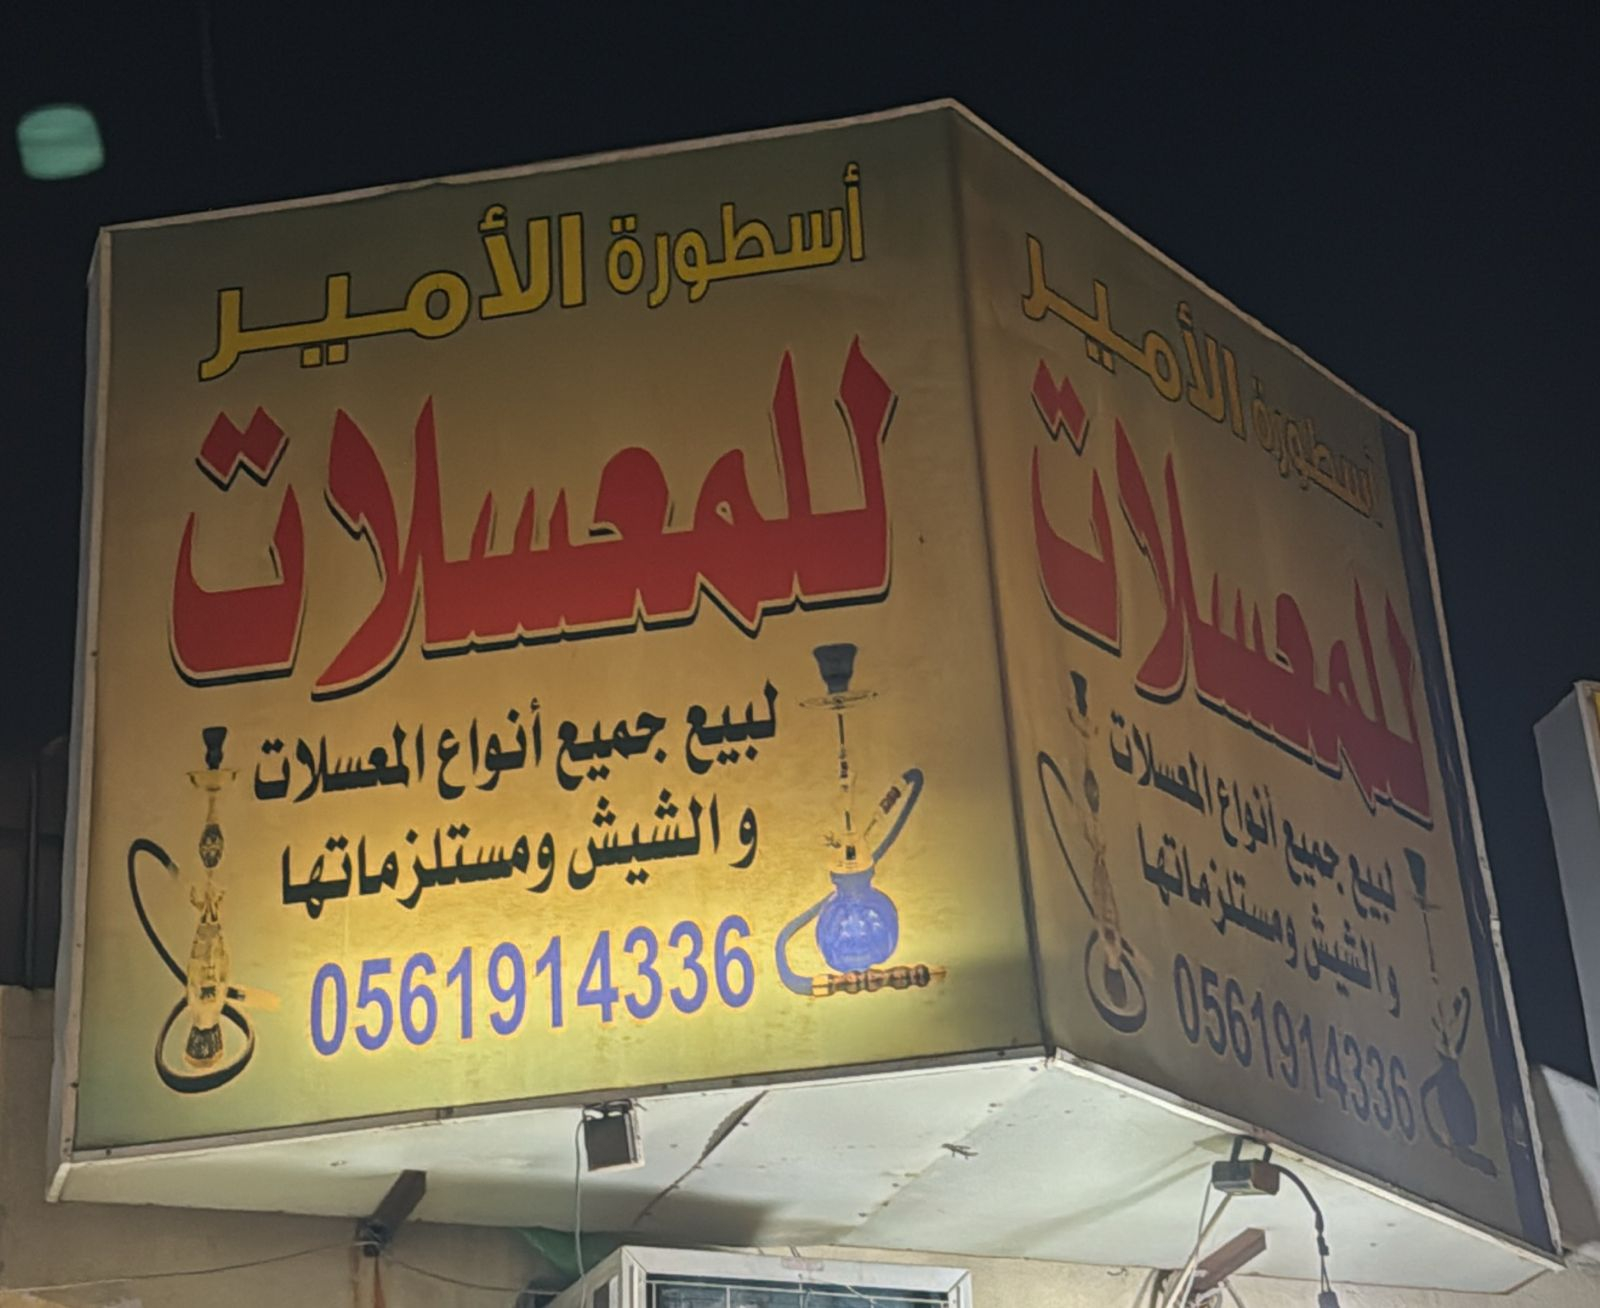 أسطورة الأمير
للمعسلات
لبيع جميع أنواع المعسلات
و الشيش ومستلزماتها
0561914336
أسطورة الأمير
للمعسلات
لبيع جميع أنواع المعسلات
و الشيش ومستلزماتها
0561914336